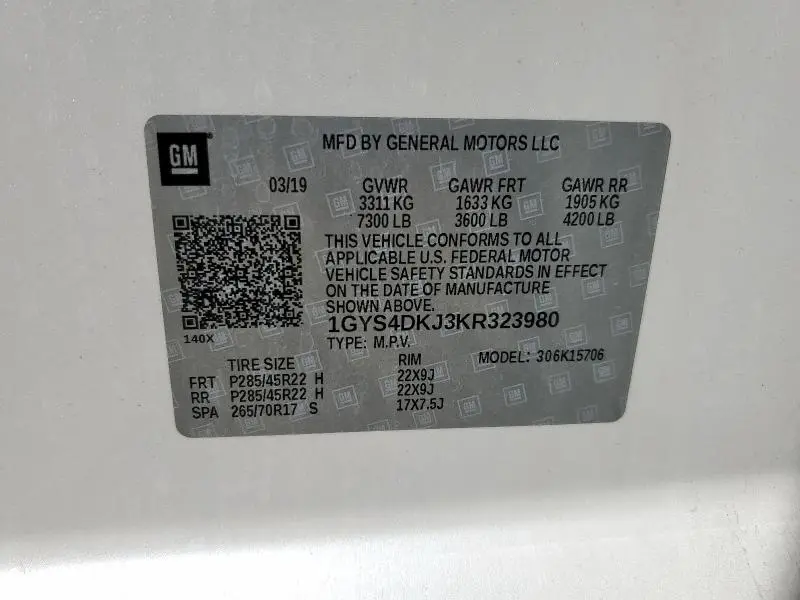 GM
MFD BY GENERAL MOTORS LLC
03/19 GVWR GAWR FRT GAWR RR
3311 KG 1633 KG 1905 KG
7300 LB 3600 LB 4200 LB
THIS VEHICLE CONFORMS TO ALL
APPLICABLE U.S. FEDERAL MOTOR
VEHICLE SAFETY STANDARDS IN EFFECT
ON THE DATE OF MANUFACTURE
SHOWN ABOVE.
1GYS4DKJ3KR323980
140X
TYPE: M.P.V. MODEL: 306K15706
TIRE SIZE RIM
FRT P285/45R22 H 22X9J
RR P285/45R22 H 22X9J
SPA 265/70R17 S 17X7.5J